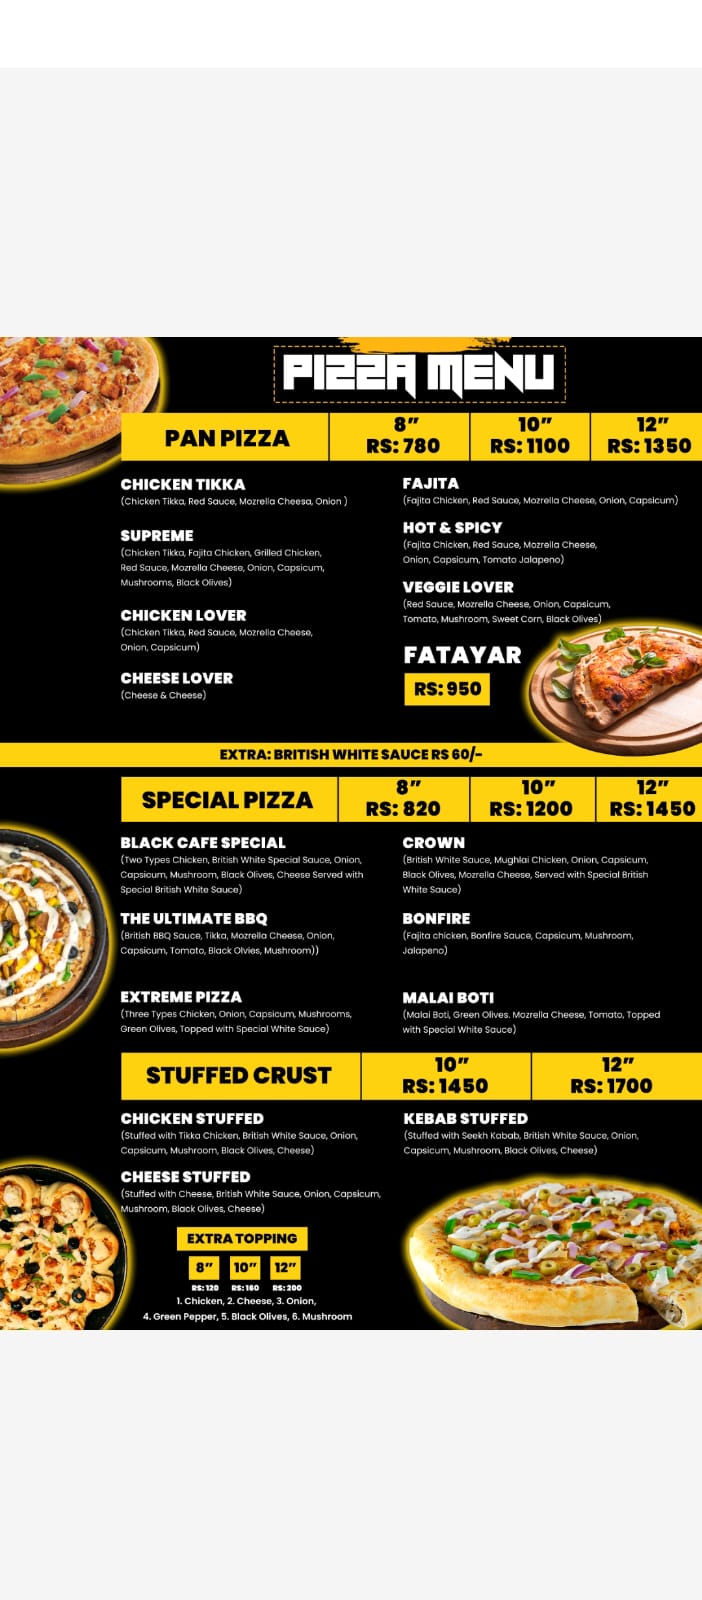 PIZZA MENU
PAN PIZZA
8"
RS: 780
10"
RS: 1100
12"
RS: 1350
CHICKEN TIKKA
(Chicken Tikka, Red Sauce, Mozrella Cheesa, Onion )
SUPREME
(Chicken Tikka, Fajita Chicken, Grilled Chicken,
Red Sauce, Mozrella Cheese, Onion, Capsicum,
Mushrooms, Black Olives)
CHICKEN LOVER
(Chicken Tikka, Red Sauce, Mozrella Cheese,
Onion, Capsicum)
CHEESE LOVER
(Cheese & Cheese)
FAJITA
(Fajita Chicken, Red Sauce, Mozrella Cheese, Onion, Capsicum)
HOT & SPICY
(Fajita Chicken, Red Sauce, Mozrella Cheese,
Onion, Capsicum, Tomato Jalapeno)
VEGGIE LOVER
(Red Sauce, Mozrella Cheese, Onion, Capsicum,
Tomato, Mushroom, Sweet Corn, Black Olives)
FATAYAR
RS: 950
EXTRA: BRITISH WHITE SAUCE RS 60/-
SPECIAL PIZZA
8"
RS: 820
10"
RS: 1200
12"
RS: 1450
BLACK CAFE SPECIAL
(Two Types Chicken, British White Special Sauce, Onion,
Capsicum, Mushroom, Black Olives, Cheese Served with
Special British White Sauce)
THE ULTIMATE BBQ
(British BBQ Sauce, Tikka, Mozrella Cheese, Onion,
Capsicum, Tomato, Black Olvies, Mushroom))
EXTREME PIZZA
(Three Types Chicken, Onion, Capsicum, Mushrooms,
Green Olives, Topped with Special White Sauce)
CROWN
(British White Sauce, Mughlai Chicken, Onion, Capsicum,
Black Olives, Mozrella Cheese, Served with Special British
White Sauce)
BONFIRE
(Fajita chicken, Bonfire Sauce, Capsicum, Mushroom,
Jalapeno)
MALAI BOTI
(Malai Boti, Green Olives. Mozrella Cheese, Tomato, Topped
with Special White Sauce)
STUFFED CRUST
10"
RS: 1450
12"
RS: 1700
CHICKEN STUFFED
(Stuffed with Tikka Chicken, British White Sauce, Onion,
Capsicum, Mushroom, Black Olives, Cheese)
CHEESE STUFFED
(Stuffed with Cheese, British White Sauce, Onion, Capsicum,
Mushroom, Black Olives, Cheese)
KEBAB STUFFED
(Stuffed with Seekh Kabab, British White Sauce, Onion,
Capsicum, Mushroom, Black Olives, Cheese)
EXTRA TOPPING
8" 10" 12"
RS: 120 RS: 160 RS: 200
1. Chicken, 2. Cheese, 3. Onion,
4. Green Pepper, 5. Black Olives, 6. Mushroom